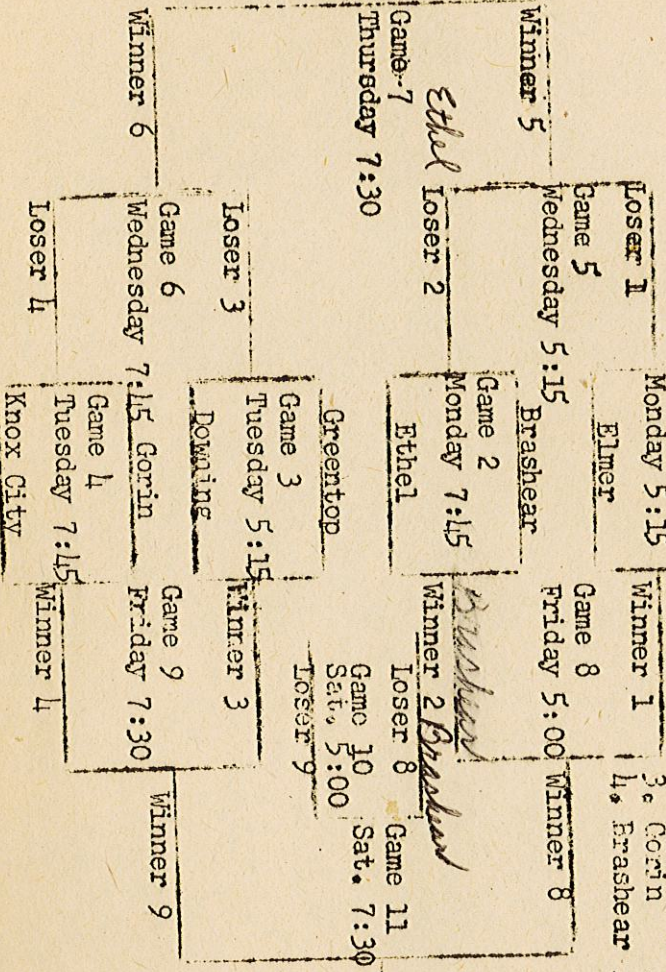 3. Gorin
4. Brashear
Monday 5:15
Loser 1
Winner 1
Elmer
Game 5
Wednesday 5:15
Winner 5
Game 8
Friday 5:00
Winner 8
Brashear
Game 2
Monday 7:45
Ethel
Loser 2
Ethel
Brashear
Winner 2 Brashear
Game 7
Thursday 7:30
Loser 8
Game 10
Sat. 5:00
Loser 9
Game 11
Sat. 7:30
Greentop
Game 3
Tuesday 5:15
Downing
Loser 3
Winner 3
Game 6
Wednesday 7:45
Winner 6
Game 9
Friday 7:30
Winner 9
Gorin
Game 4
Tuesday 7:45
Knox City
Loser 4
Winner 4